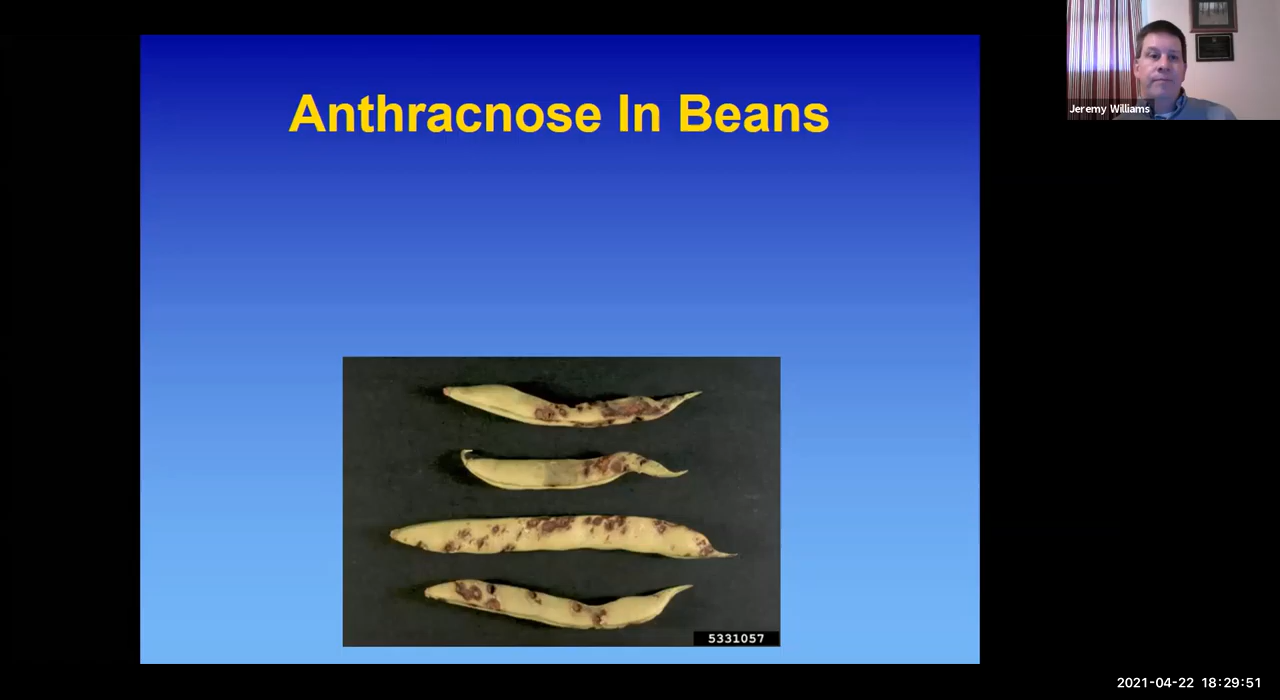 Anthracnose In Beans
Jeremy Williams
5331057
2021-04-22 18:29:51